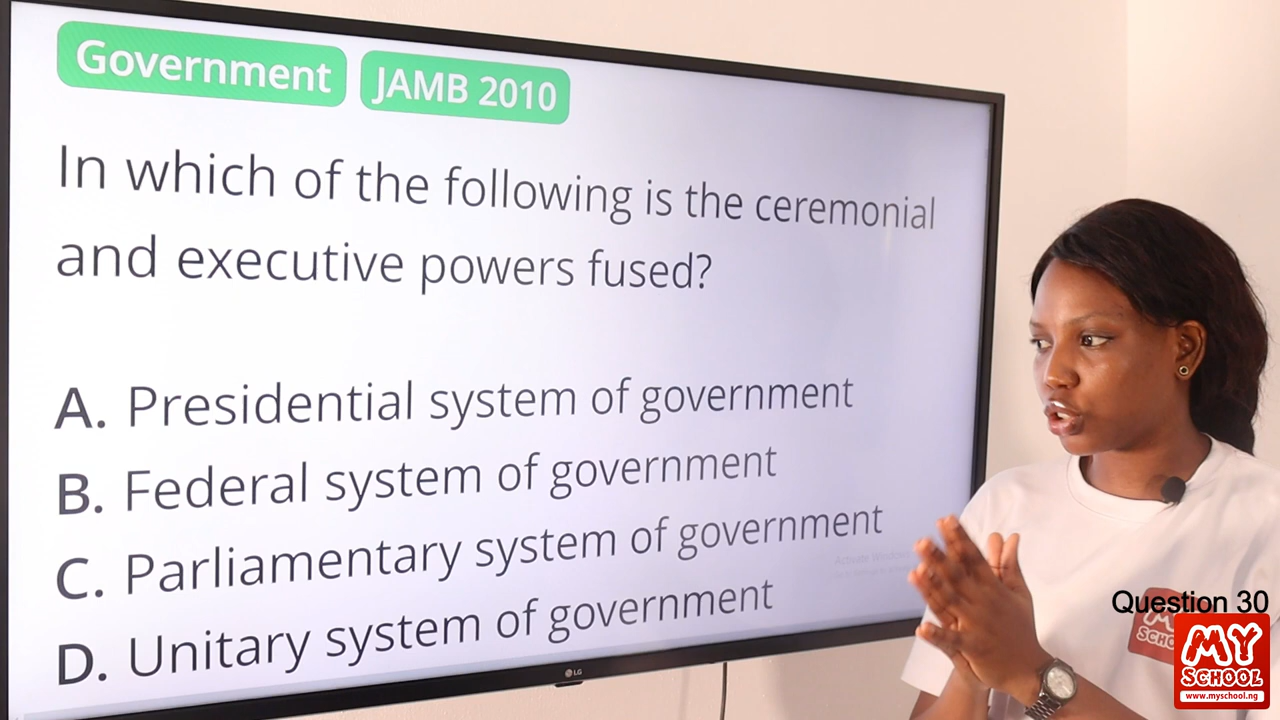 Government JAMB 2010
In which of the following is the ceremonial
and executive powers fused?
A. Presidential system of government
B. Federal system of government
C. Parliamentary system of government
D. Unitary system of government
LG
Question 30
MY
SCHOOL
www.myschool.ng